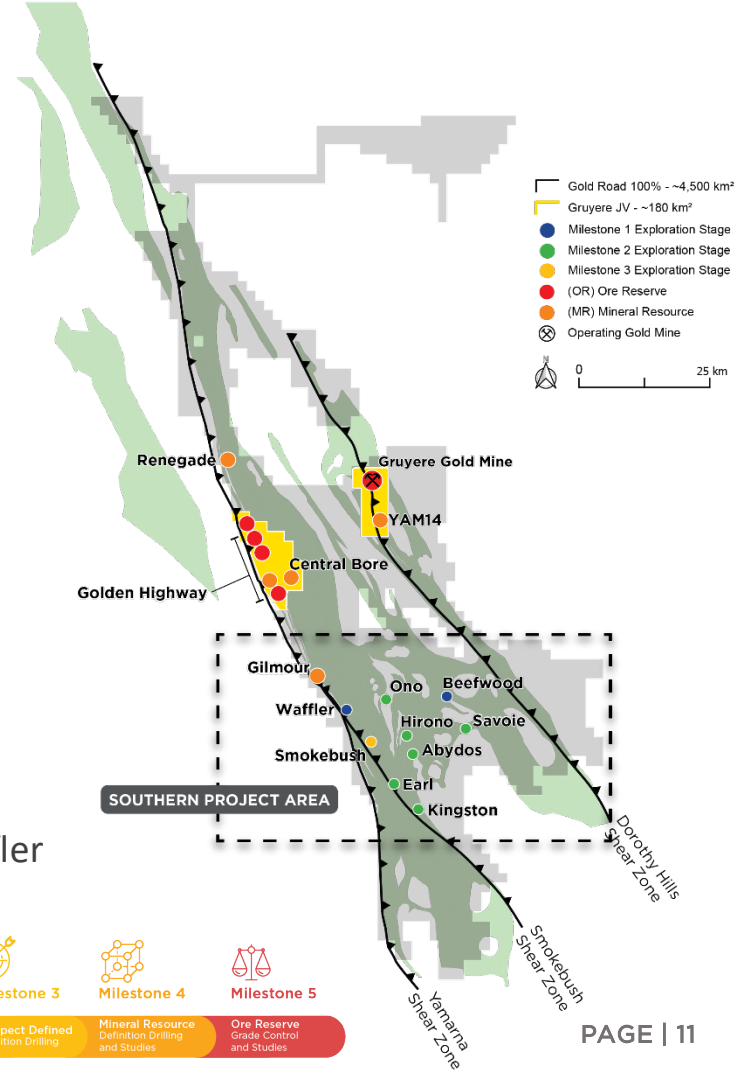 Gold Road 100% - ~4,500 km²
Gruyere JV - ~180 km²
Milestone 1 Exploration Stage
Milestone 2 Exploration Stage
Milestone 3 Exploration Stage
(OR) Ore Reserve
(MR) Mineral Resource
Operating Gold Mine
N
0
25 km
Renegade
Gruyere Gold Mine
YAM14
Central Bore
Golden Highway
Gilmour
Ono
Beefwood
Waffler
Hirono
Savoie
Smokebush
Abydos
Earl
SOUTHERN PROJECT AREA
Kingston
Dorothy Hills
Shear Zone
Smokebush
Shear Zone
Yamarna
Shear Zone
ler
estone 3
Milestone 4
Milestone 5
spect Defined
ition Drilling
Mineral Resource
Definition Drilling
and Studies
Ore Reserve
Grade Control
and Studies
PAGE | 11